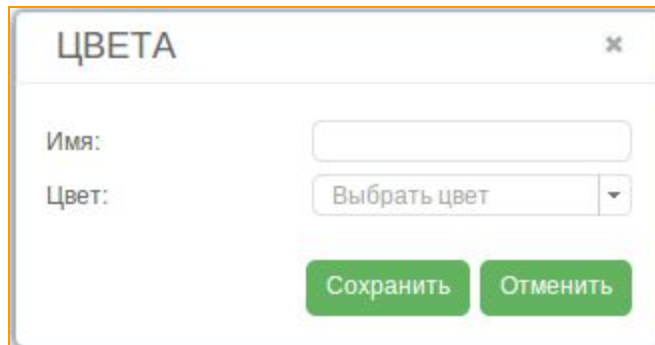 ЦВЕТА
Имя:
Цвет: Выбрать цвет
Сохранить Отменить